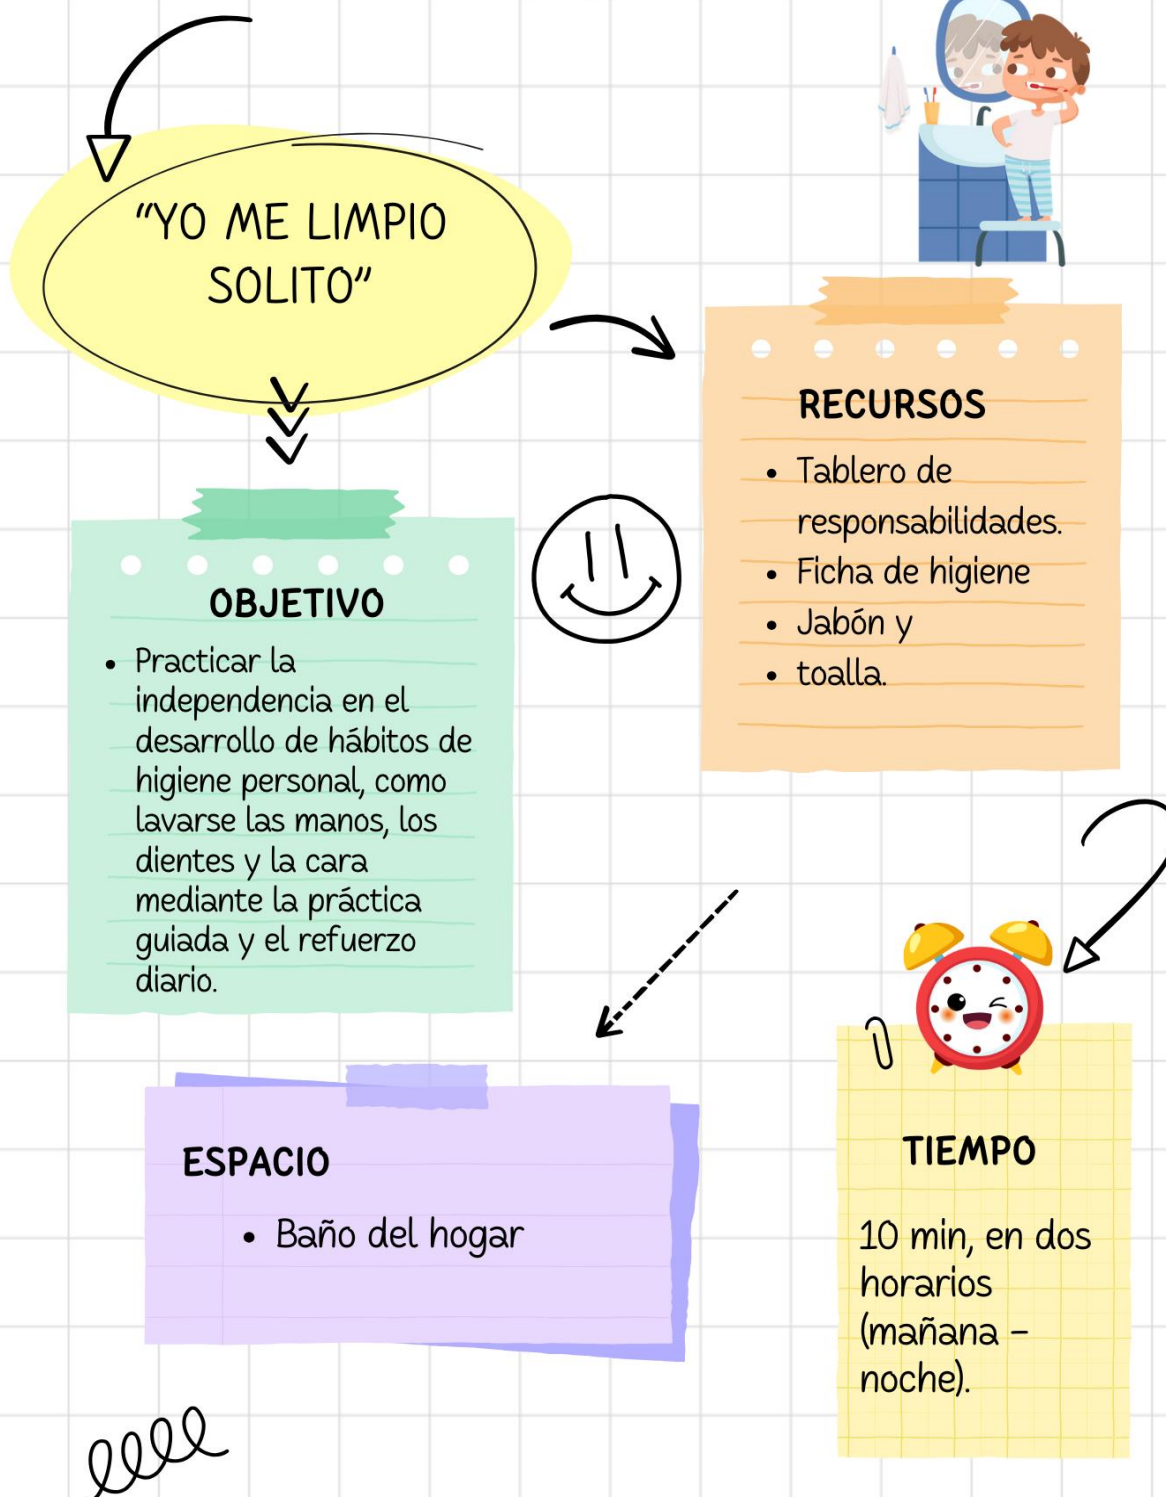 “YO ME LIMPIO
SOLITO”
RECURSOS
• Tablero de
responsabilidades.
• Ficha de higiene
• Jabón y
• toalla.
OBJETIVO
• Practicar la
independencia en el
desarrollo de hábitos de
higiene personal, como
lavarse las manos, los
dientes y la cara
mediante la práctica
guiada y el refuerzo
diario.
ESPACIO
• Baño del hogar
TIEMPO
10 min, en dos
horarios
(mañana –
noche).